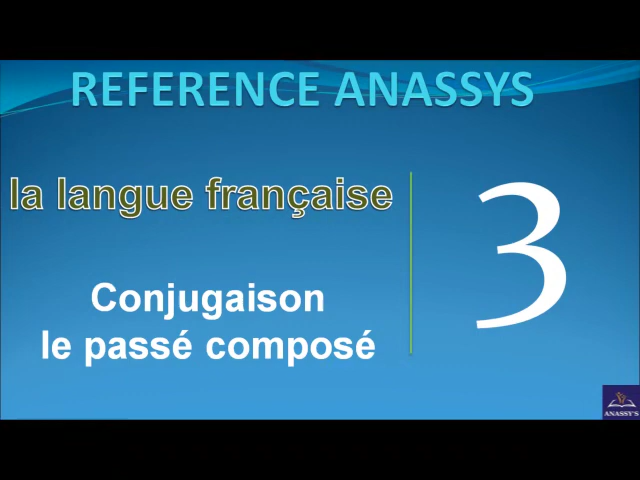 REFERENCE ANASSYS
la langue française
3
Conjugaison
le passé composé
ANASSY'S